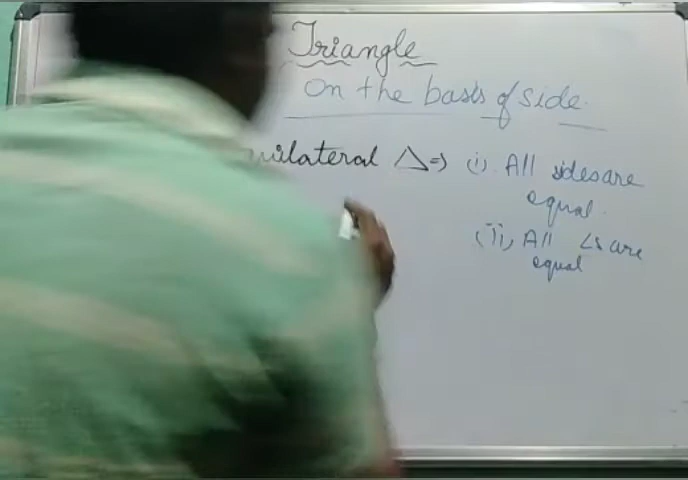 Triangle
On the basis of side.
uilateral △ => (i) All sides are
equal.
(ii) All ∠s are
equal